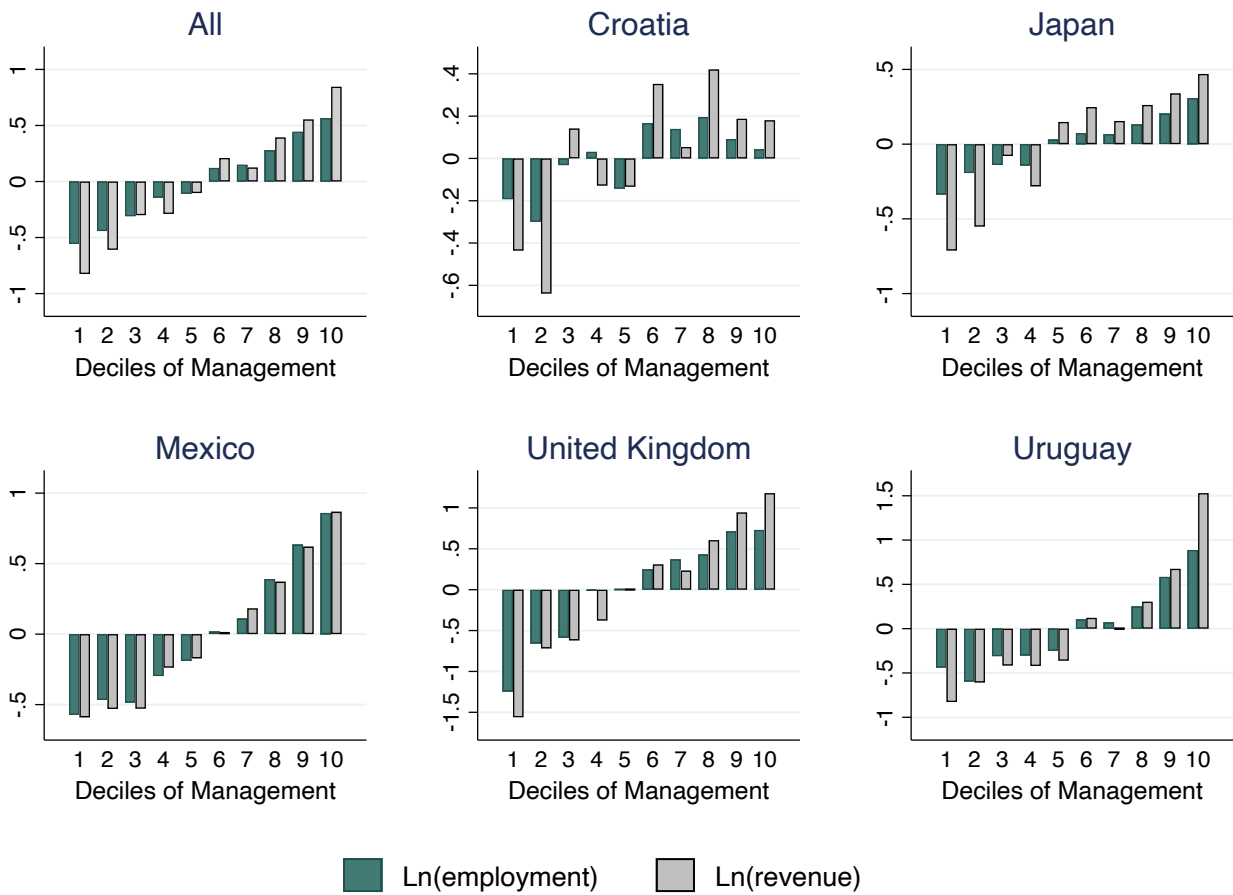 All
Croatia
Japan
1
.5
0
-.5
-1
.4
.2
0
-.2
-.4
-.6
.5
0
-.5
-1
1 2 3 4 5 6 7 8 9 10
1 2 3 4 5 6 7 8 9 10
1 2 3 4 5 6 7 8 9 10
Deciles of Management
Deciles of Management
Deciles of Management
Mexico
United Kingdom
Uruguay
1
.5
0
-.5
1
.5
0
-.5
-1
-1.5
1.5
1
.5
0
-.5
-1
1 2 3 4 5 6 7 8 9 10
1 2 3 4 5 6 7 8 9 10
1 2 3 4 5 6 7 8 9 10
Deciles of Management
Deciles of Management
Deciles of Management
Ln(employment)
Ln(revenue)